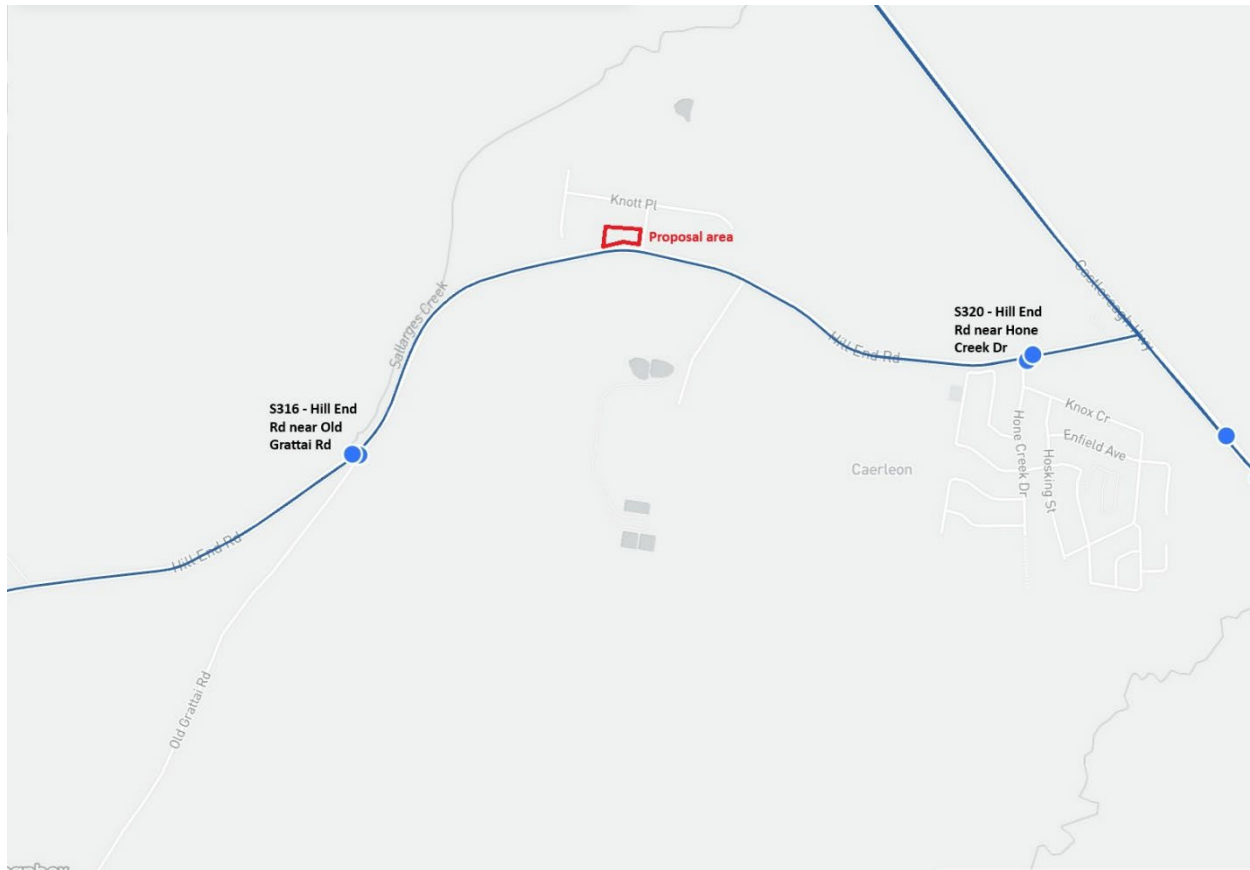 Knott Pl
Proposal area
Castlereagh Hwy
Sallarges Creek
S320 - Hill End
Rd near Hone
Creek Dr
Hill End Rd
S316 - Hill End
Rd near Old
Grattai Rd
Knox Cr
Enfield Ave
Hone Creek Dr
Hosking St
Caerleon
Hill End Rd
Old Grattai Rd